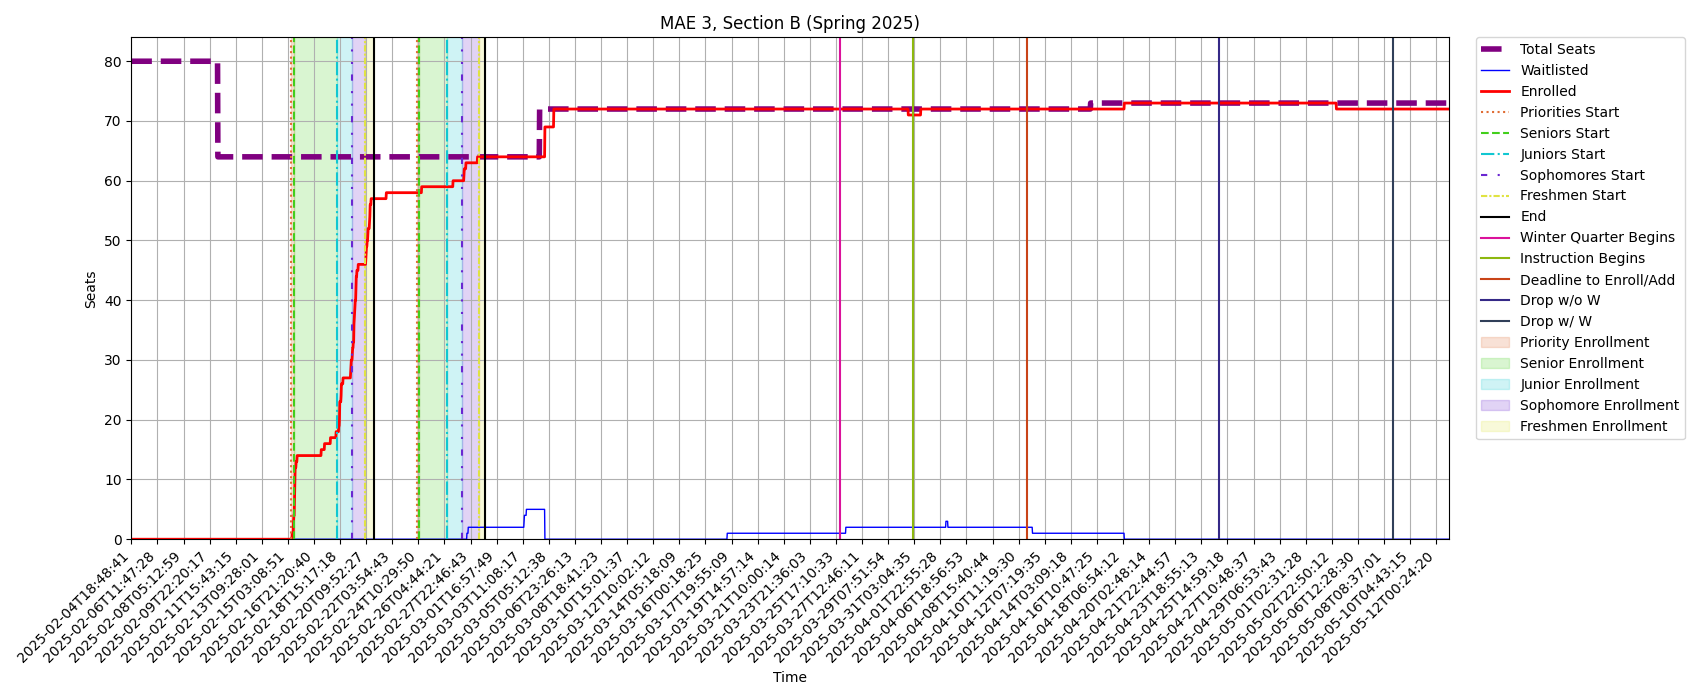 MAE 3, Section B (Spring 2025)
Seats
80
70
60
50
40
30
20
10
0
2025-02-04T18:48:41
2025-02-06T11:47:28
2025-02-08T05:12:59
2025-02-09T22:20:17
2025-02-11T15:43:15
2025-02-13T09:28:01
2025-02-15T03:08:51
2025-02-16T21:20:40
2025-02-18T15:17:18
2025-02-20T09:52:27
2025-02-22T03:54:43
2025-02-24T10:29:50
2025-02-26T04:44:21
2025-02-27T22:46:43
2025-03-01T16:57:49
2025-03-03T11:08:17
2025-03-05T05:12:38
2025-03-06T23:26:13
2025-03-08T18:41:23
2025-03-10T15:01:37
2025-03-12T10:02:12
2025-03-14T05:18:09
2025-03-16T00:18:25
2025-03-17T19:55:09
2025-03-19T14:57:14
2025-03-21T10:00:14
2025-03-23T21:36:03
2025-03-25T17:10:33
2025-03-27T12:46:11
2025-03-29T07:51:54
2025-03-31T03:04:35
2025-04-01T22:55:28
2025-04-06T18:56:53
2025-04-08T15:40:44
2025-04-10T11:19:30
2025-04-12T07:19:35
2025-04-14T03:09:18
2025-04-16T10:47:25
2025-04-18T06:54:12
2025-04-20T02:48:14
2025-04-21T22:44:57
2025-04-23T18:55:13
2025-04-25T14:59:18
2025-04-27T10:48:37
2025-04-29T06:53:43
2025-05-01T02:31:28
2025-05-02T22:50:12
2025-05-06T12:28:30
2025-05-08T08:37:01
2025-05-10T04:43:15
2025-05-12T00:24:20
Time
Total Seats
Waitlisted
Enrolled
Priorities Start
Seniors Start
Juniors Start
Sophomores Start
Freshmen Start
End
Winter Quarter Begins
Instruction Begins
Deadline to Enroll/Add
Drop w/o W
Drop w/ W
Priority Enrollment
Senior Enrollment
Junior Enrollment
Sophomore Enrollment
Freshmen Enrollment